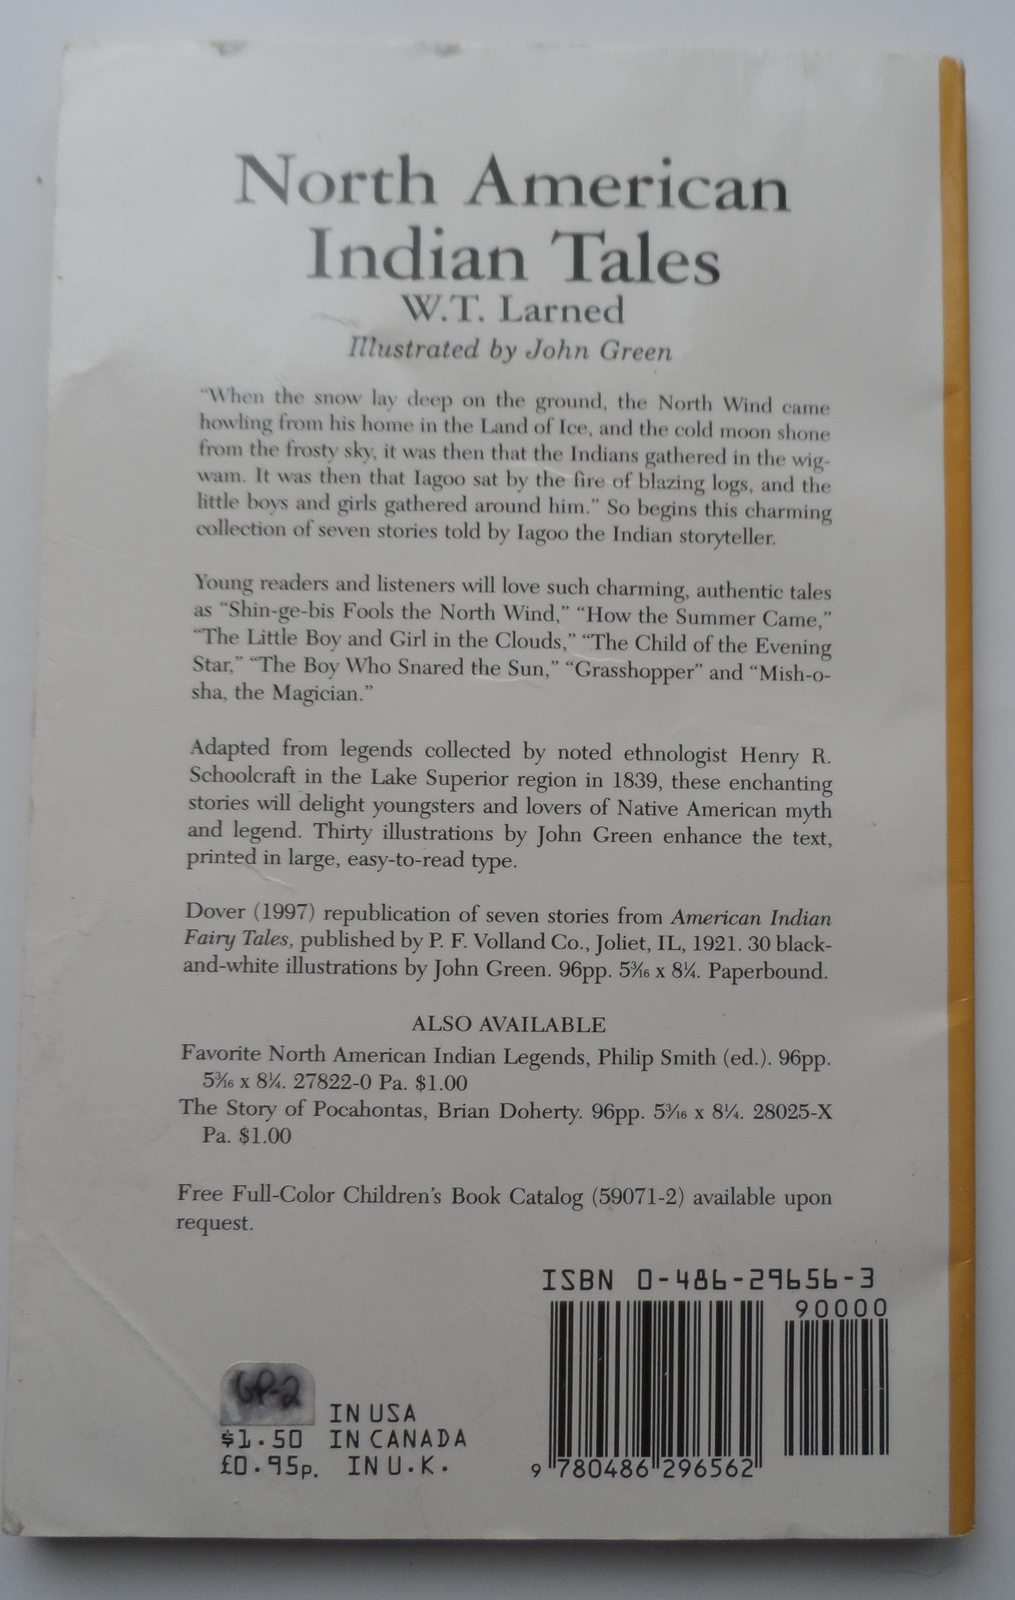 North American
Indian Tales
W.T. Larned
Illustrated by John Green
"When the snow lay deep on the ground, the North Wind came
howling from his home in the Land of Ice, and the cold moon shone
from the frosty sky, it was then that the Indians gathered in the wig-
wam. It was then that Iagoo sat by the fire of blazing logs, and the
little boys and girls gathered around him." So begins this charming
collection of seven stories told by Iagoo the Indian storyteller.
Young readers and listeners will love such charming, authentic tales
as "Shin-ge-bis Fools the North Wind," "How the Summer Came,"
"The Little Boy and Girl in the Clouds," "The Child of the Evening
Star," "The Boy Who Snared the Sun," "Grasshopper" and "Mish-o-
sha, the Magician."
Adapted from legends collected by noted ethnologist Henry R.
Schoolcraft in the Lake Superior region in 1839, these enchanting
stories will delight youngsters and lovers of Native American myth
and legend. Thirty illustrations by John Green enhance the text,
printed in large, easy-to-read type.
Dover (1997) republication of seven stories from American Indian
Fairy Tales, published by P. F. Volland Co., Joliet, IL, 1921. 30 black-
and-white illustrations by John Green. 96pp. 5³⁄₁₆ x 8¼. Paperbound.
ALSO AVAILABLE
Favorite North American Indian Legends, Philip Smith (ed.). 96pp.
5³⁄₁₆ x 8¼. 27822-0 Pa. $1.00
The Story of Pocahontas, Brian Doherty. 96pp. 5³⁄₁₆ x 8¼. 28025-X
Pa. $1.00
Free Full-Color Children's Book Catalog (59071-2) available upon
request.
ISBN 0-486-29656-3
90000
9 780486 296562
GP-2
IN USA
$1.50 IN CANADA
£0.95p. IN U.K.